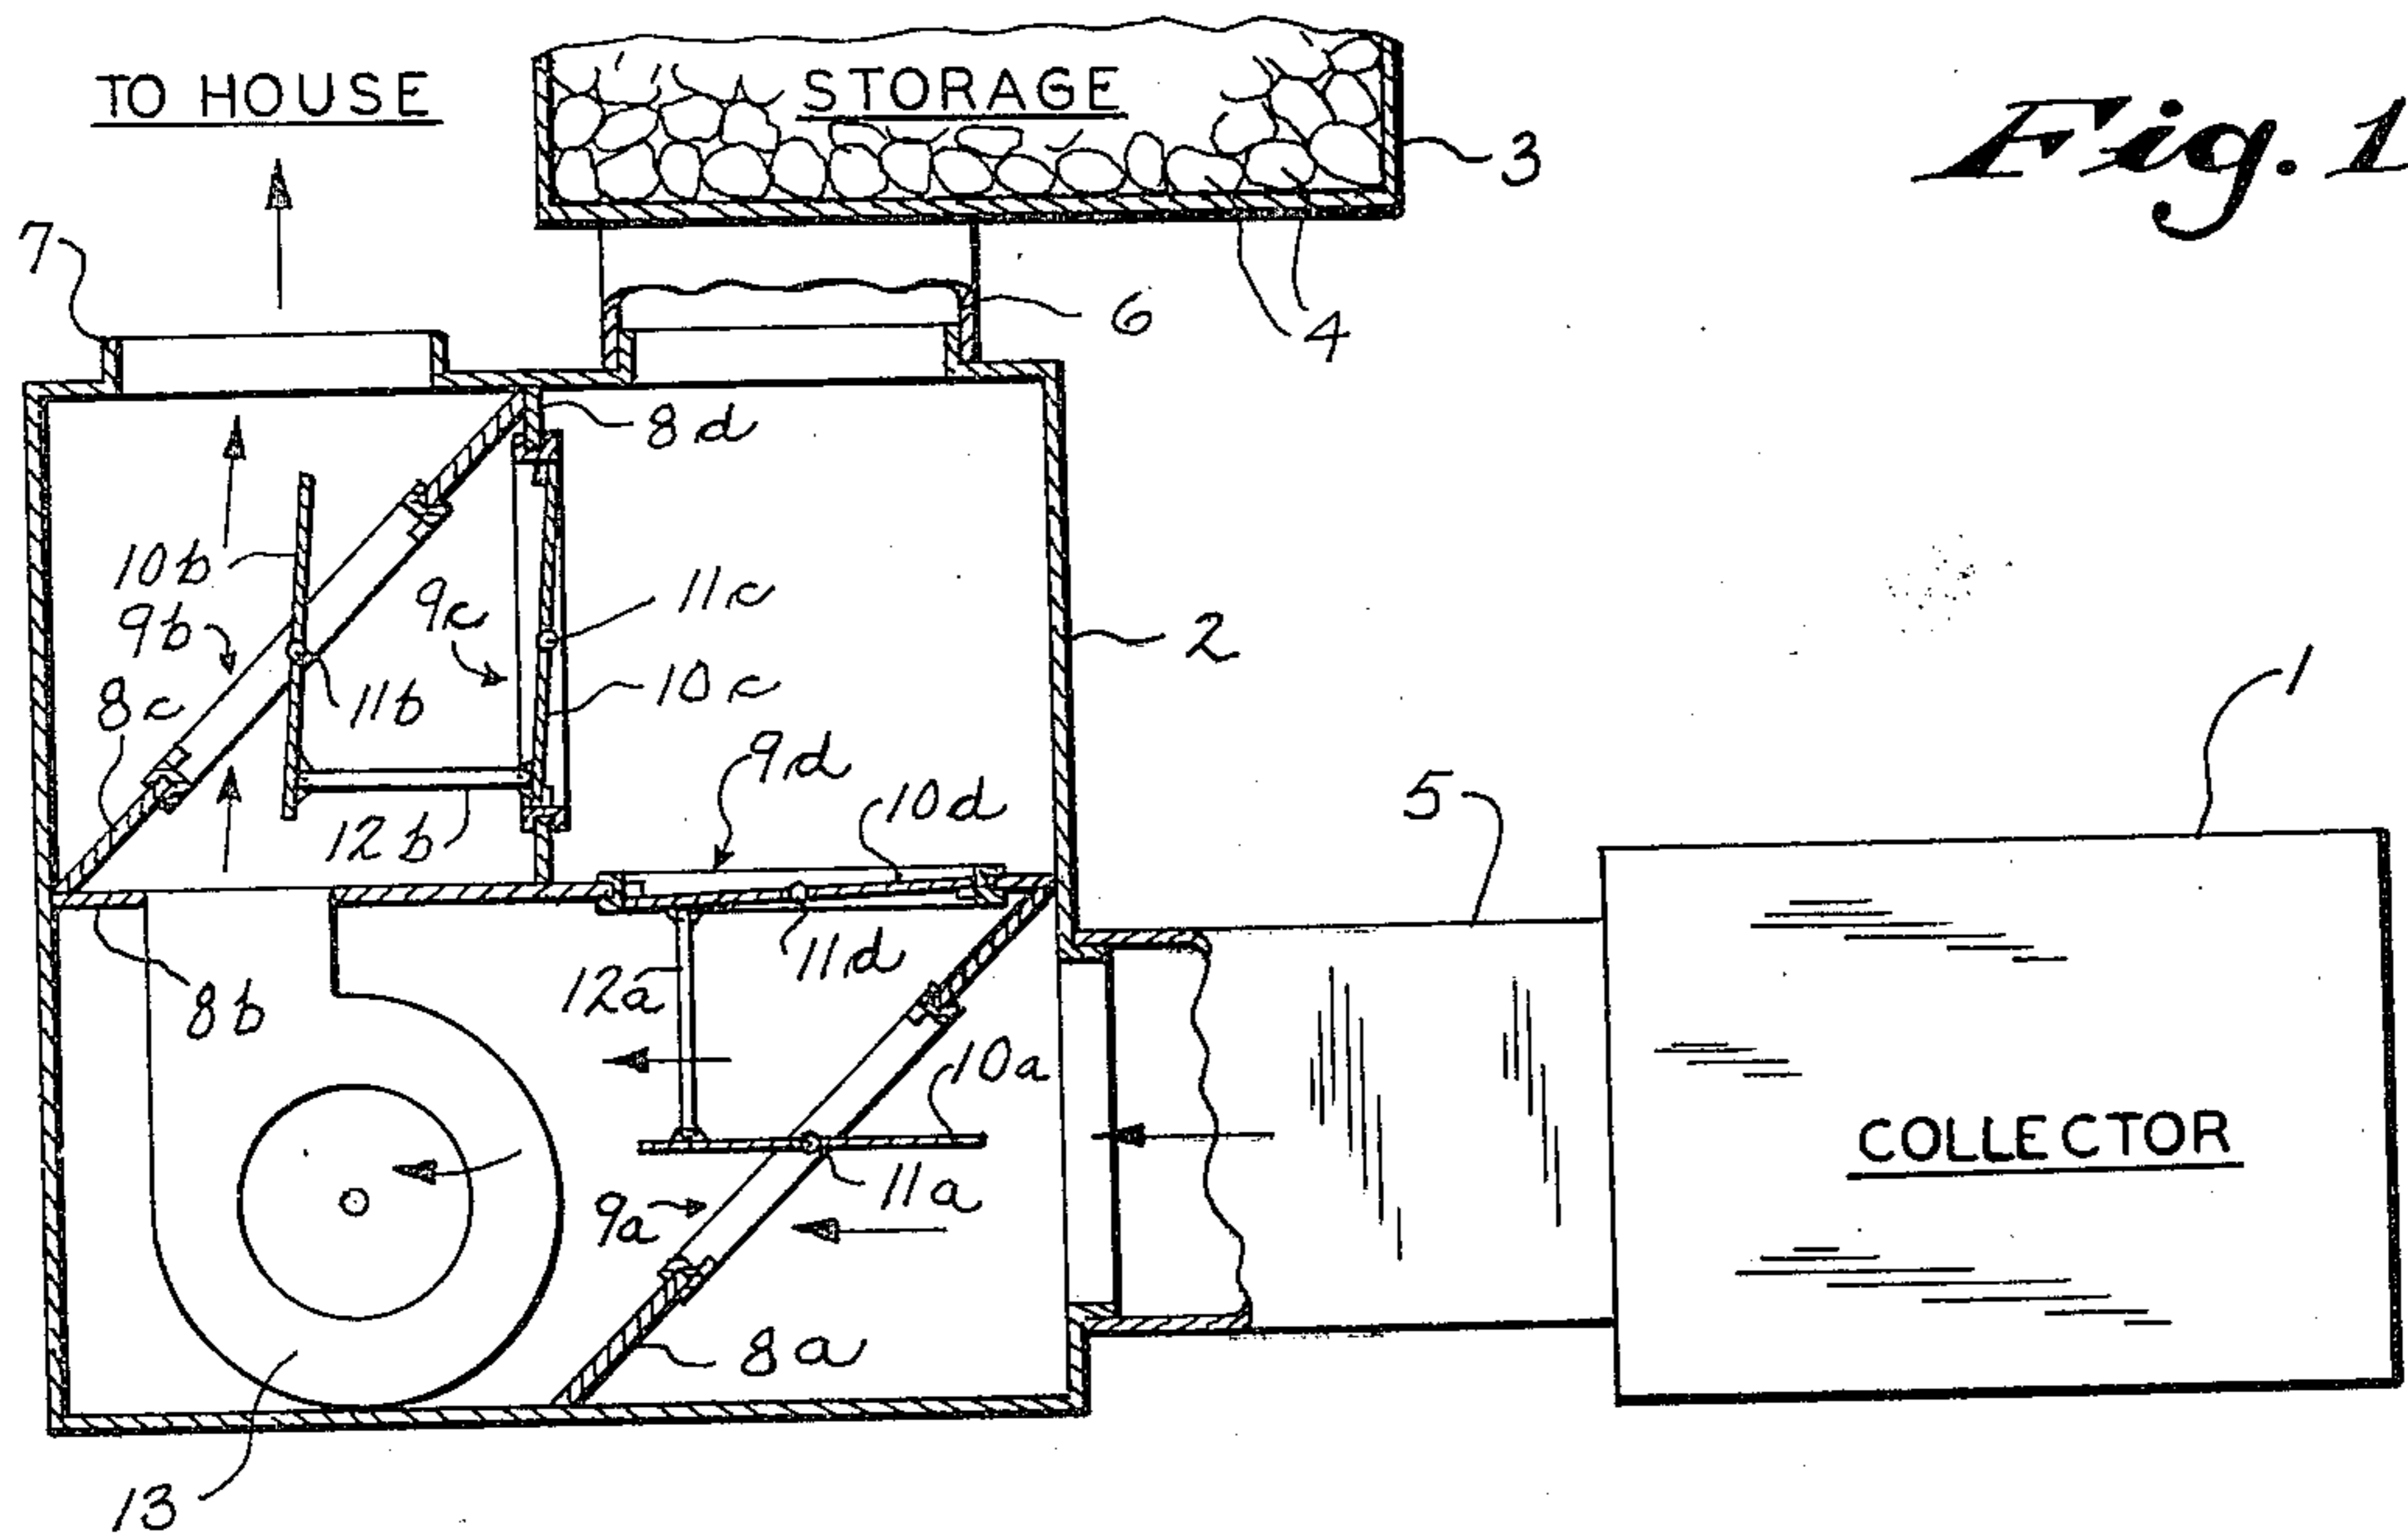 TO HOUSE
STORAGE
Fig. 1
3
7
6
4
8d
10b
9b
9c
11c
2
8c
11b
10c
1
9d
10d
5
12b
11d
12a
8b
10a
COLLECTOR
11a
9a
8a
13